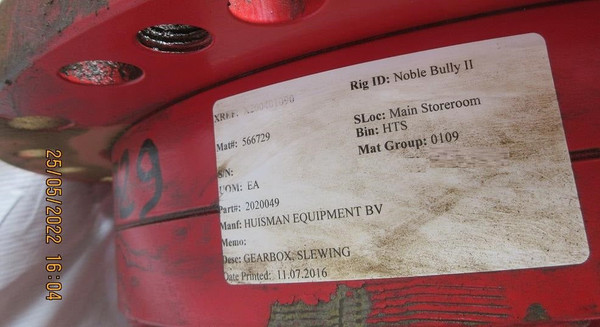 XREF:
Rig ID: Noble Bully II
Mat#: 566729
SLoc: Main Storeroom
Bin: HTS
Mat Group: 0109
S/N:
UOM: EA
Part#: 2020049
Manf: HUISMAN EQUIPMENT BV
Memo:
Desc: GEARBOX, SLEWING
Date Printed: 11.07.2016
25/05/2022 16:04